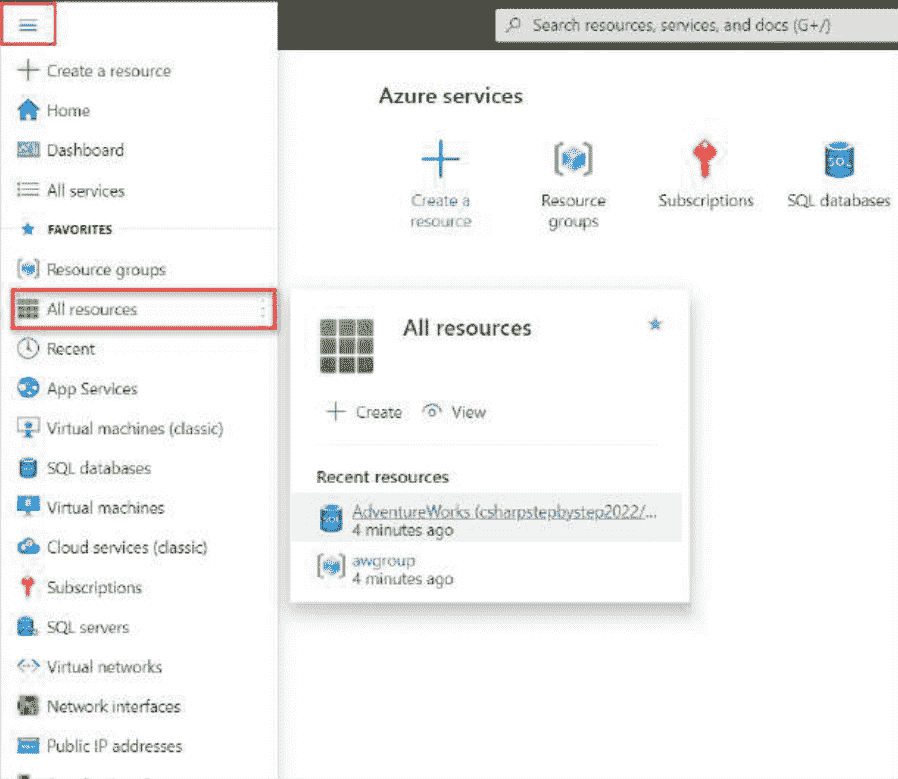 Search resources, services, and docs (G+/)
Create a resource
Home
Dashboard
All services
FAVORITES
Resource groups
All resources
Recent
App Services
Virtual machines (classic)
SQL databases
Virtual machines
Cloud services (classic)
Subscriptions
SQL servers
Virtual networks
Network interfaces
Public IP addresses
Azure services
Create a
resource
Resource
groups
Subscriptions
SQL
SQL databases
All resources
Create
View
Recent resources
SQL
AdventureWorks (csharpstepbystep2022/...
4 minutes ago
awgroup
4 minutes ago